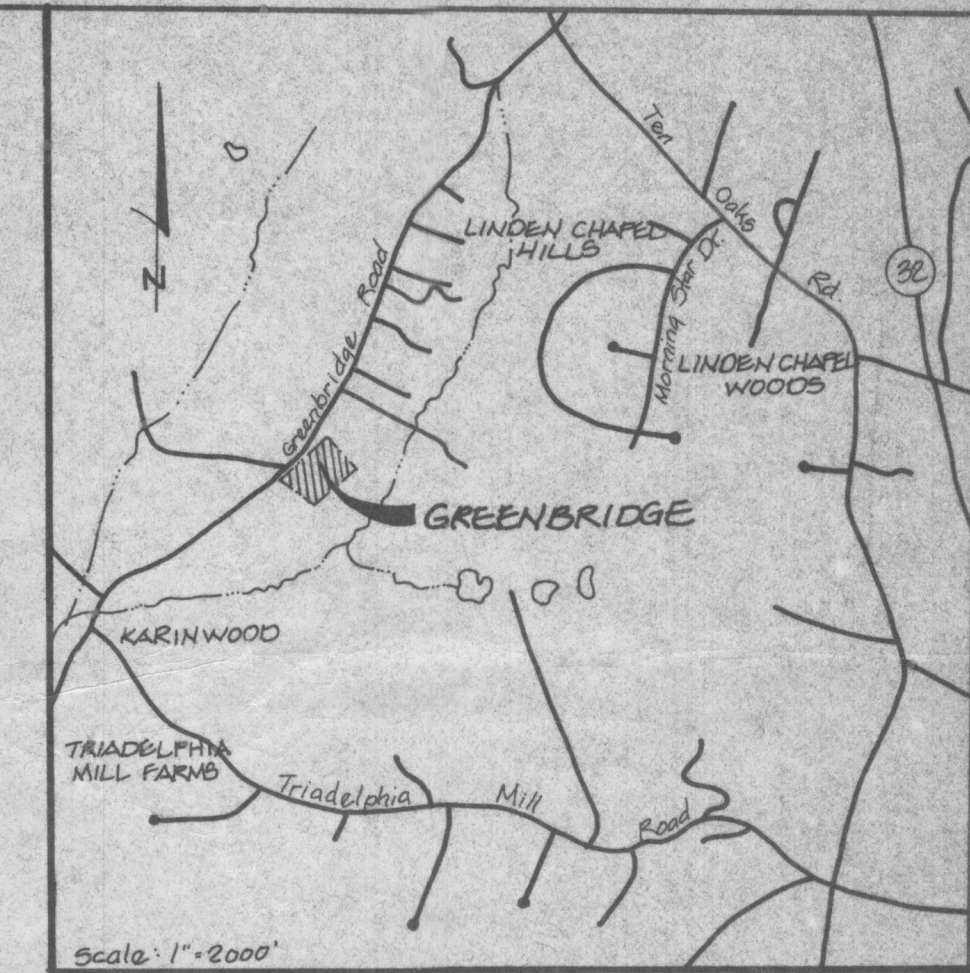 Ten
Oaks
Rd.
32
N
LINDEN CHAPEL
HILLS
Morning Star Dr.
Greenbridge Road
LINDEN CHAPEL
WOODS
GREENBRIDGE
KARINWOOD
TRIADELPHIA
MILL FARMS
Triadelphia Mill Road
Scale: 1"=2000'